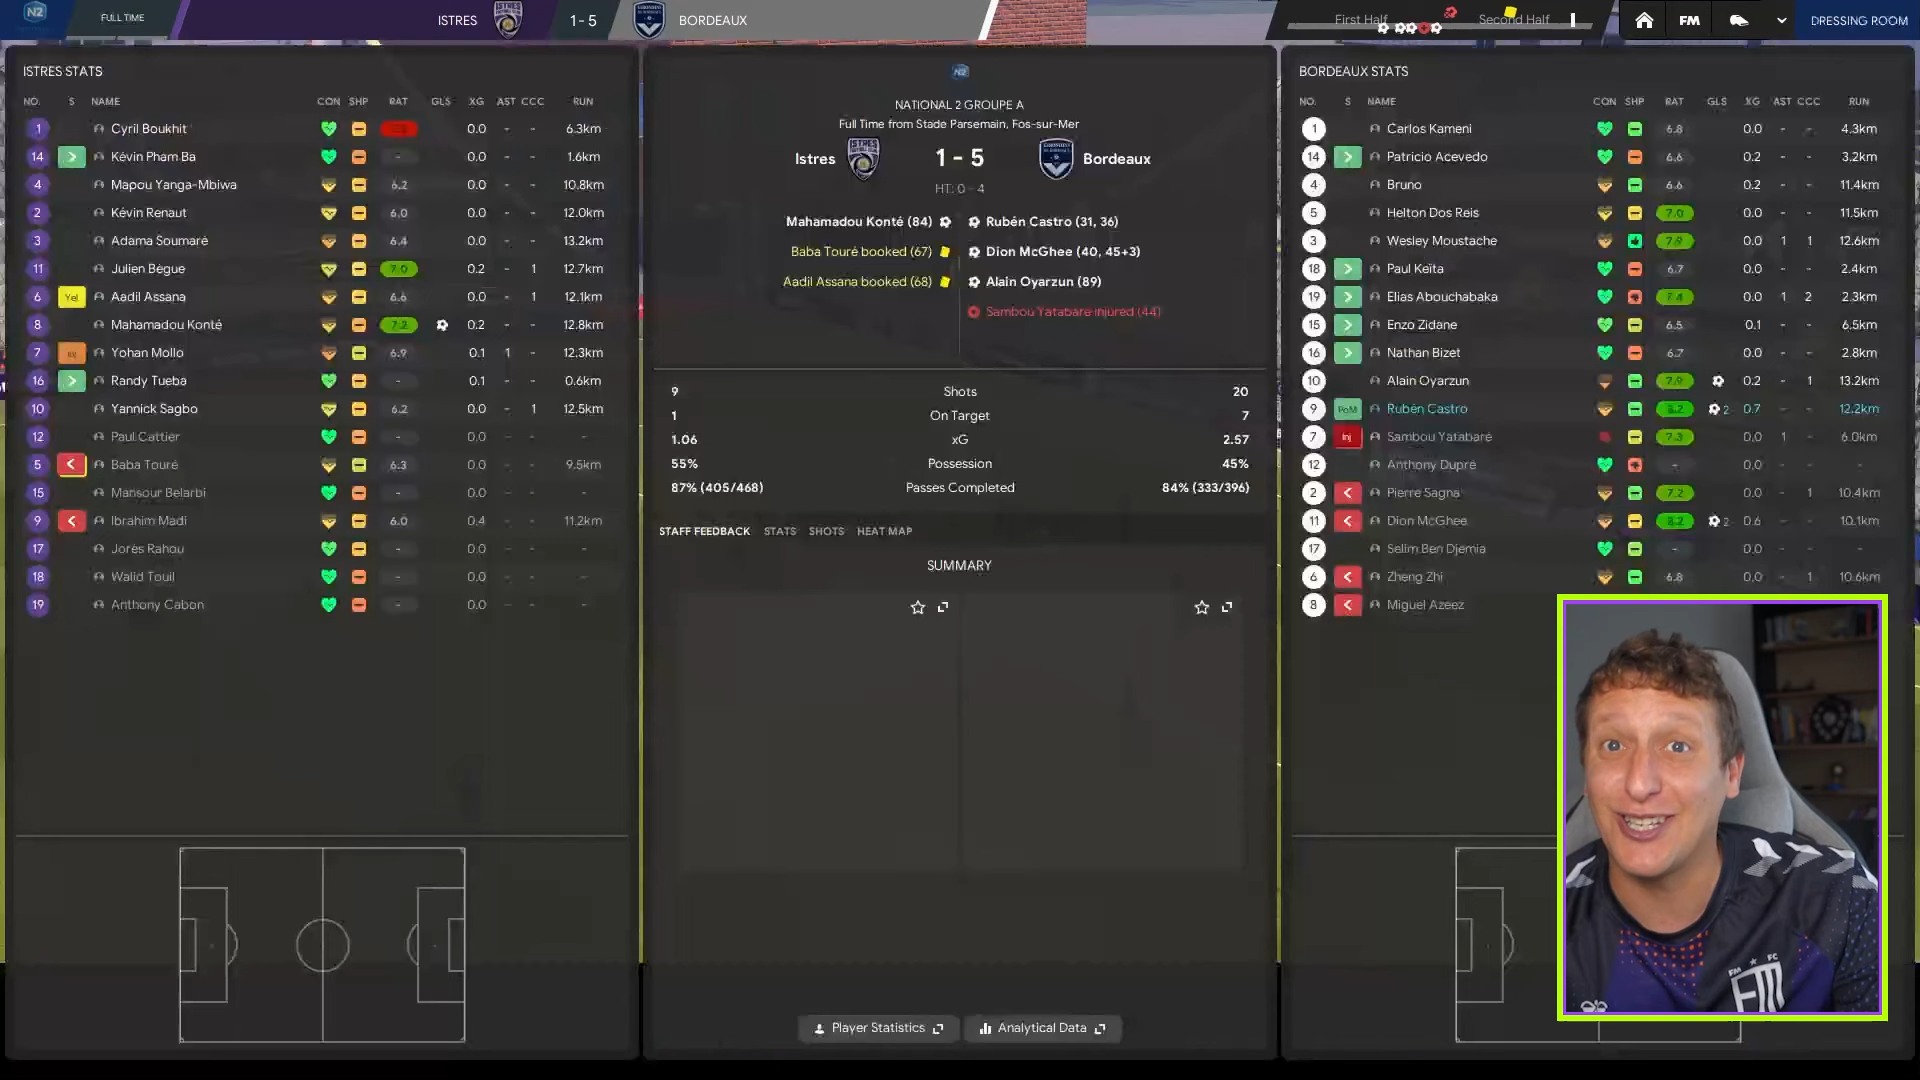 N2 FULL TIME ISTRES 1 - 5 BORDEAUX First Half Second Half FM DRESSING ROOM
ISTRES STATS
NO. S NAME CON SHP RAT GLS XG AST CCC RUN
1 Cyril Boukhit 0.0 - - 6.3km
14 Kévin Pham Ba - 0.0 - - 1.6km
4 Mapou Yanga-Mbiwa 6.2 0.0 - - 10.8km
2 Kévin Renaut 6.0 0.0 - - 12.0km
3 Adama Soumaré 6.4 0.0 - - 13.2km
11 Julien Bègue 7.0 0.2 - 1 12.7km
6 Yel Aadil Assana 6.6 0.0 - 1 12.1km
8 Mahamadou Konté 7.2 0.2 - - 12.8km
7 Inj Yohan Mollo 6.9 0.1 1 - 12.3km
16 Randy Tueba - 0.1 - - 0.6km
10 Yannick Sagbo 6.2 0.0 - 1 12.5km
12 Paul Cattier - 0.0 - - -
5 Baba Touré 6.3 0.0 - - 9.5km
15 Mansour Belarbi - 0.0 - - -
9 Ibrahim Madi 6.0 0.4 - - 11.2km
17 Jorès Rahou - 0.0 - - -
18 Walid Touil - 0.0 - - -
19 Anthony Cabon - 0.0 - - -
N2
NATIONAL 2 GROUPE A
Full Time from Stade Parsemain, Fos-sur-Mer
Istres ISTRES 1 - 5 Bordeaux
HT: 0 - 4
Mahamadou Konté (84) Rubén Castro (31, 36)
Baba Touré booked (67) Dion McGhee (40, 45+3)
Aadil Assana booked (68) Alain Oyarzun (89)
Sambou Yatabaré injured (44)
9 Shots 20
1 On Target 7
1.06 xG 2.57
55% Possession 45%
87% (405/468) Passes Completed 84% (333/396)
STAFF FEEDBACK STATS SHOTS HEAT MAP
SUMMARY
Player Statistics Analytical Data
BORDEAUX STATS
NO. S NAME CON SHP RAT GLS XG AST CCC RUN
1 Carlos Kameni 6.8 0.0 - - 4.3km
14 Patricio Acevedo 6.6 0.2 - - 3.2km
4 Bruno 6.6 0.2 - - 11.4km
5 Helton Dos Reis 7.0 0.0 - - 11.5km
3 Wesley Moustache 7.9 0.0 1 1 12.6km
18 Paul Keïta 6.7 0.0 - - 2.4km
19 Elias Abouchabaka 7.4 0.0 1 2 2.3km
15 Enzo Zidane 6.5 0.1 - - 6.5km
16 Nathan Bizet 6.7 0.0 - - 2.8km
10 Alain Oyarzun 7.9 0.2 - 1 13.2km
9 PoM Rubén Castro 8.2 2 0.7 - - 12.2km
7 Inj Sambou Yatabaré 7.3 0.0 1 - 6.0km
12 Anthony Dupré - 0.0 - - -
2 Pierre Sagna 7.2 0.0 - 1 10.4km
11 Dion McGhee 8.2 2 0.6 - - 10.1km
17 Selim Ben Djemia - 0.0 - - -
6 Zheng Zhi 6.8 0.0 - 1 10.6km
8 Miguel Azeez
FM FC